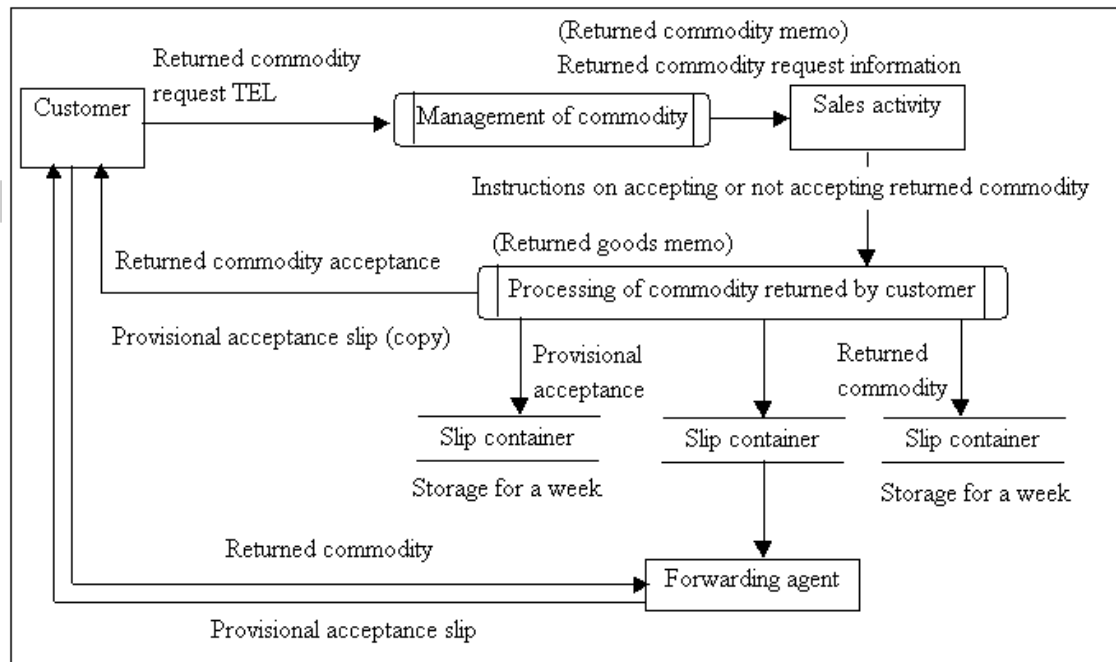 (Returned commodity memo)
Returned commodity
Returned commodity request information
request TEL
Customer
Management of commodity
Sales activity
Instructions on accepting or not accepting returned commodity
(Returned goods memo)
Returned commodity acceptance
Processing of commodity returned by customer
Provisional acceptance slip (copy)
Provisional
acceptance
Returned
commodity
Slip container
Slip container
Slip container
Storage for a week
Storage for a week
Returned commodity
Forwarding agent
Provisional acceptance slip